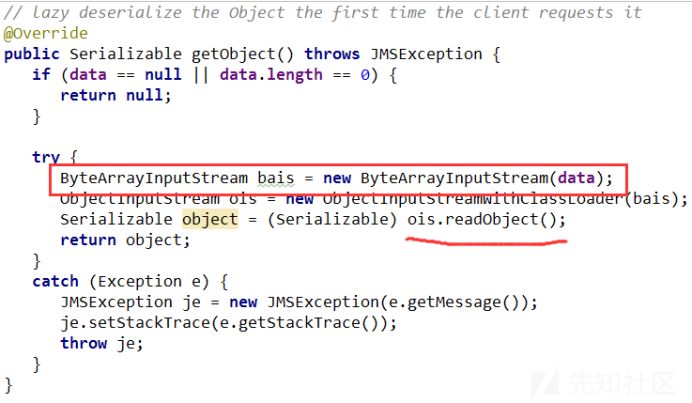 // lazy deserialize the Object the first time the client requests it
@Override
public Serializable getObject() throws JMSException {
if (data == null || data.length == 0) {
return null;
}
try {
ByteArrayInputStream bais = new ByteArrayInputStream(data);
ObjectInputStream ois = new ObjectInputStreamWithClassLoader(bais);
Serializable object = (Serializable) ois.readObject();
return object;
}
catch (Exception e) {
JMSException je = new JMSException(e.getMessage());
je.setStackTrace(e.getStackTrace());
throw je;
}
}
先知社区